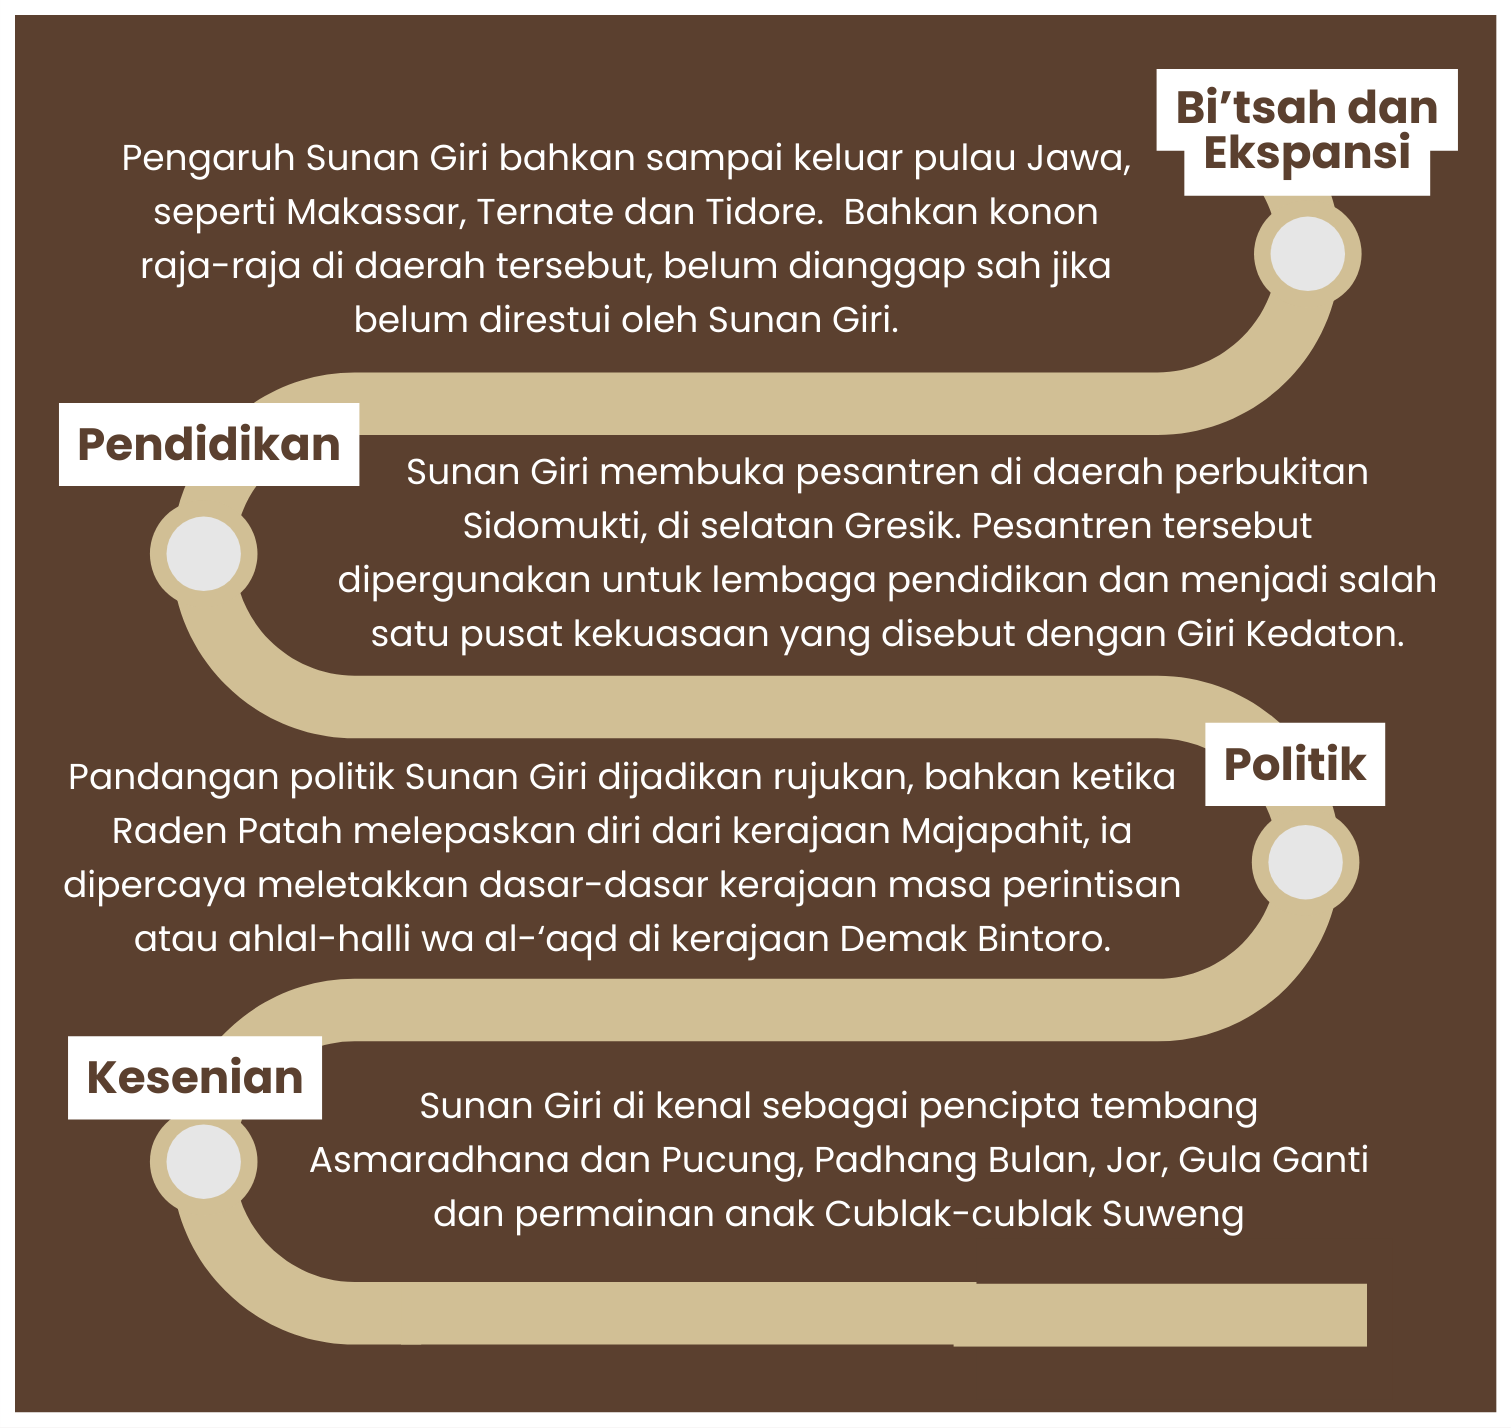 Bi’tsah dan
Ekspansi
Pengaruh Sunan Giri bahkan sampai keluar pulau Jawa,
seperti Makassar, Ternate dan Tidore.  Bahkan konon
raja-raja di daerah tersebut, belum dianggap sah jika
belum direstui oleh Sunan Giri.
Pendidikan
Sunan Giri membuka pesantren di daerah perbukitan
Sidomukti, di selatan Gresik. Pesantren tersebut
dipergunakan untuk lembaga pendidikan dan menjadi salah
satu pusat kekuasaan yang disebut dengan Giri Kedaton.
Politik
Pandangan politik Sunan Giri dijadikan rujukan, bahkan ketika
Raden Patah melepaskan diri dari kerajaan Majapahit, ia
dipercaya meletakkan dasar-dasar kerajaan masa perintisan
atau ahlal-halli wa al-‘aqd di kerajaan Demak Bintoro.
Kesenian
Sunan Giri di kenal sebagai pencipta tembang
Asmaradhana dan Pucung, Padhang Bulan, Jor, Gula Ganti
dan permainan anak Cublak-cublak Suweng